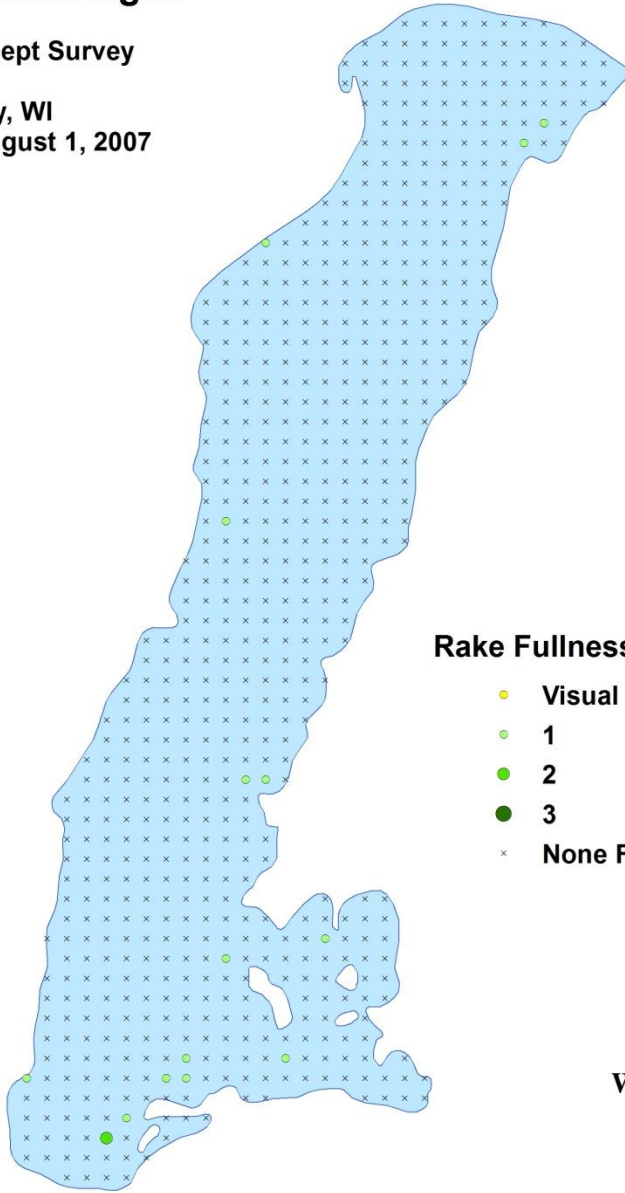 ept Survey
y, WI
gust 1, 2007
Rake Fullness
Visual
1
2
3
None F